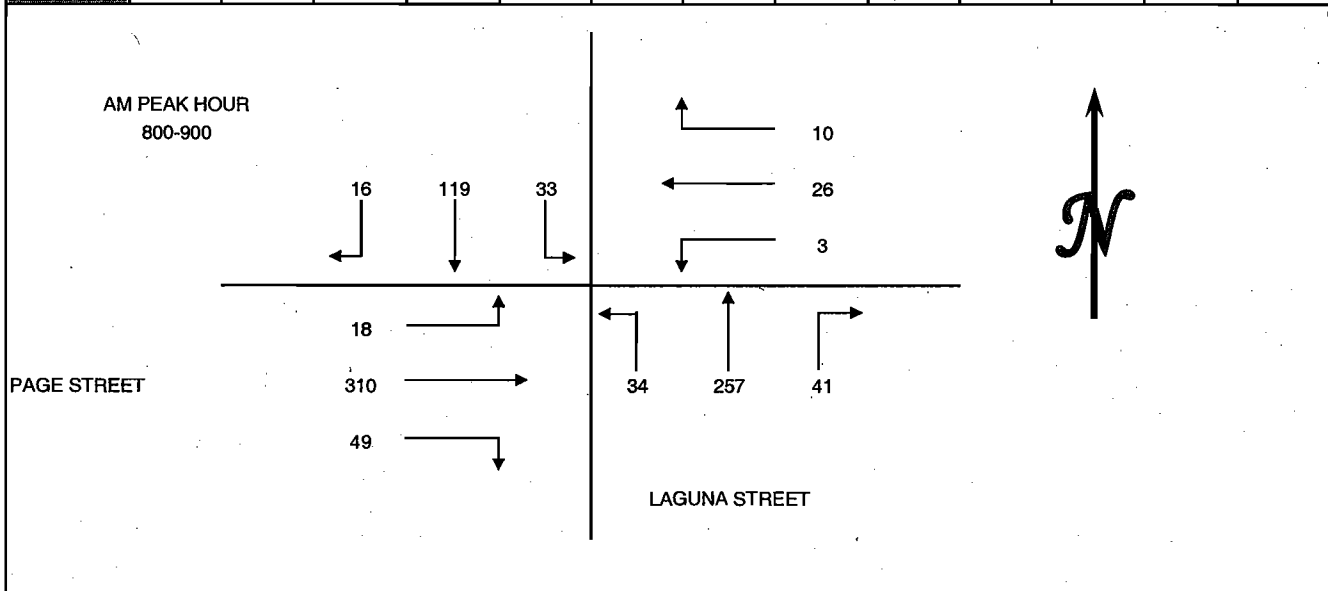 AM PEAK HOUR
800-900
16 119 33
10
26
3
18
310
49
34 257 41
PAGE STREET
LAGUNA STREET
N